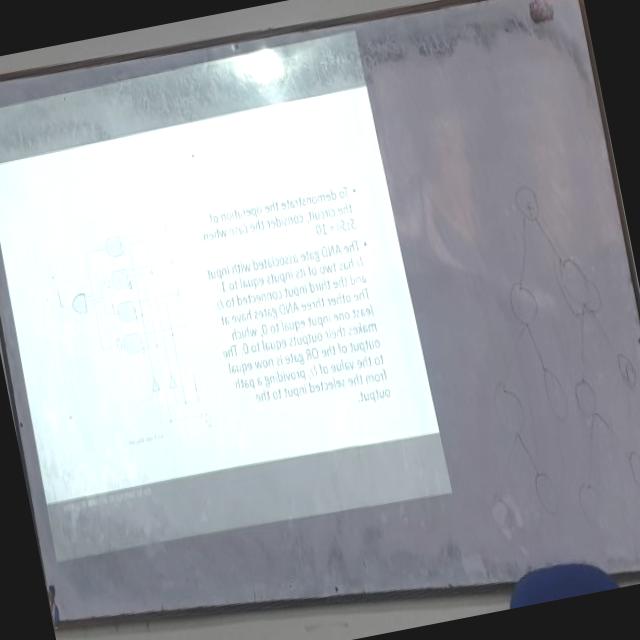 • To demonstrate the operation of
the circuit, consider the case when
S₁S₀ = 10
• The AND gate associated with input
I₂ has two of its inputs equal to 1
and the third input connected to I₂
The other three AND gates have at
least one input equal to 0, which
makes their outputs equal to 0. The
output of the OR gate is now equal
to the value of I₂, providing a path
from the selected input to the
output.